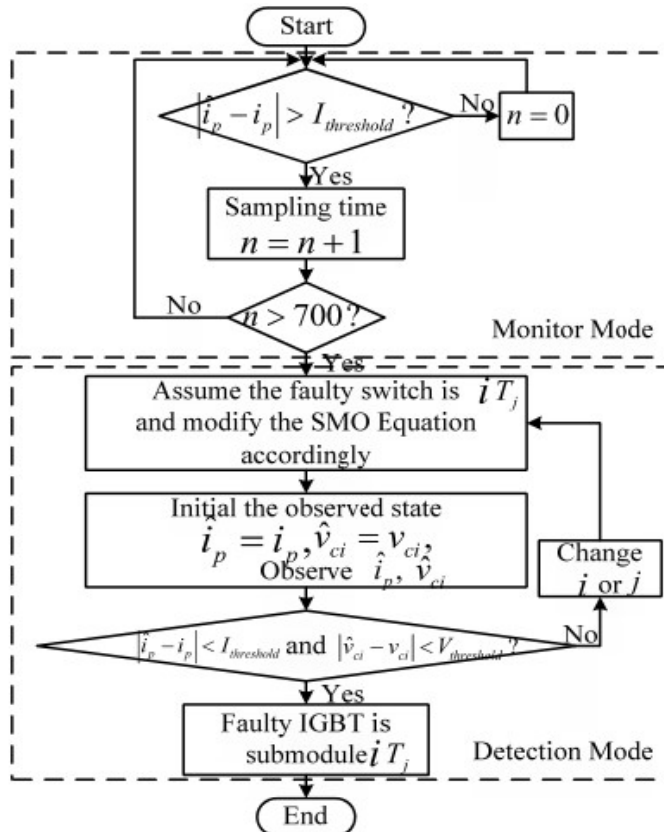 Start
|î_p − i_p| > I_threshold ?
No
n = 0
Yes
Sampling time
n = n + 1
No
n > 700 ?
Monitor Mode
Yes
Assume the faulty switch is i T_j
and modify the SMO Equation
accordingly
Initial the observed state
î_p = i_p, v̂_ci = v_ci,
Observe î_p, v̂_ci
Change
i or j
|î_p − i_p| < I_threshold and |v̂_ci − v_ci| < V_threshold ?
No
Yes
Faulty IGBT is
submodule i T_j
Detection Mode
End